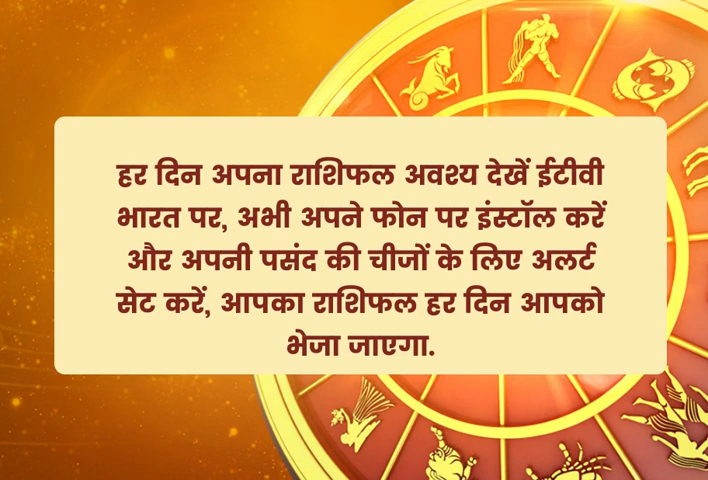 हर दिन अपना राशिफल अवश्य देखें ईटीवी
भारत पर, अभी अपने फोन पर इंस्टॉल करें
और अपनी पसंद की चीजों के लिए अलर्ट
सेट करें, आपका राशिफल हर दिन आपको
भेजा जाएगा.